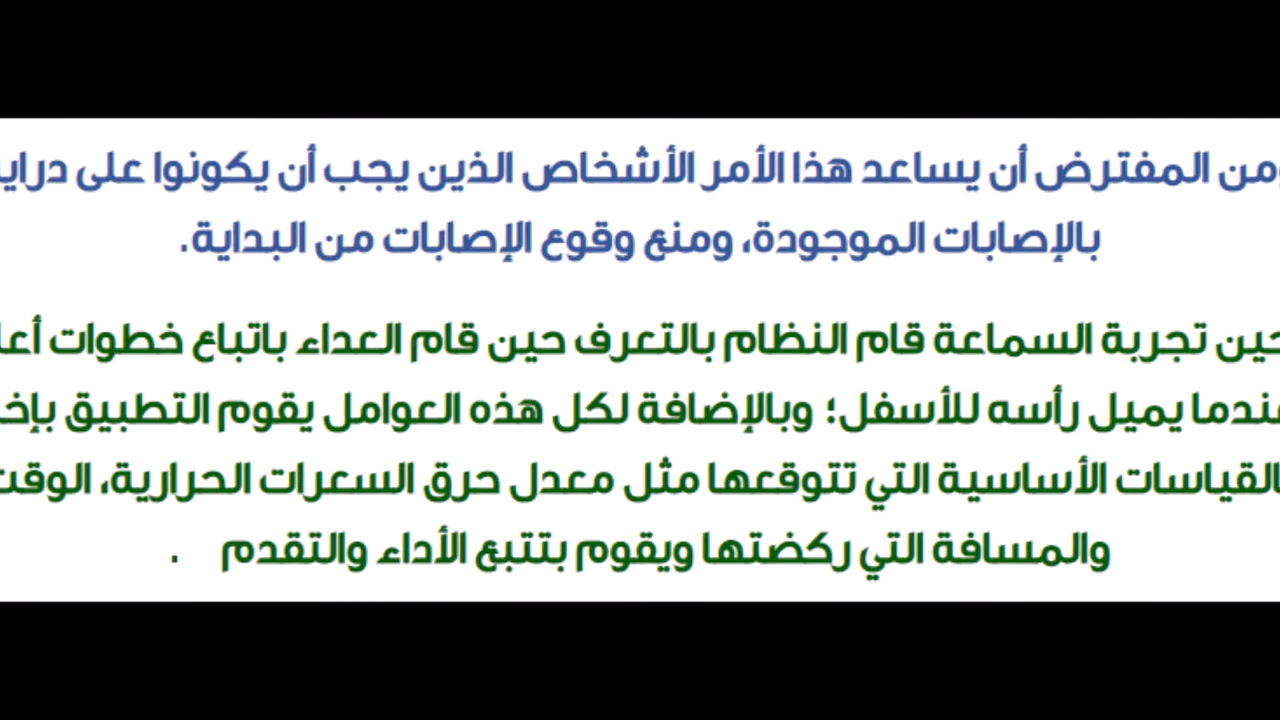 ومن المفترض أن يساعد هذا الأمر الأشخاص الذين يجب أن يكونوا على
بالإصابات الموجودة، ومنع وقوع الإصابات من البداية.
حين تجربة السماعة قام النظام بالتعرف حين قام العداء باتباع خطوات
عندما يميل رأسه للأسفل؛ وبالإضافة لكل هذه العوامل يقوم التطبيق
بالقياسات الأساسية التي تتوقعها مثل معدل حرق السعرات الحرارية، الوقت
والمسافة التي ركضتها ويقوم بتتبع الأداء والتقدم .